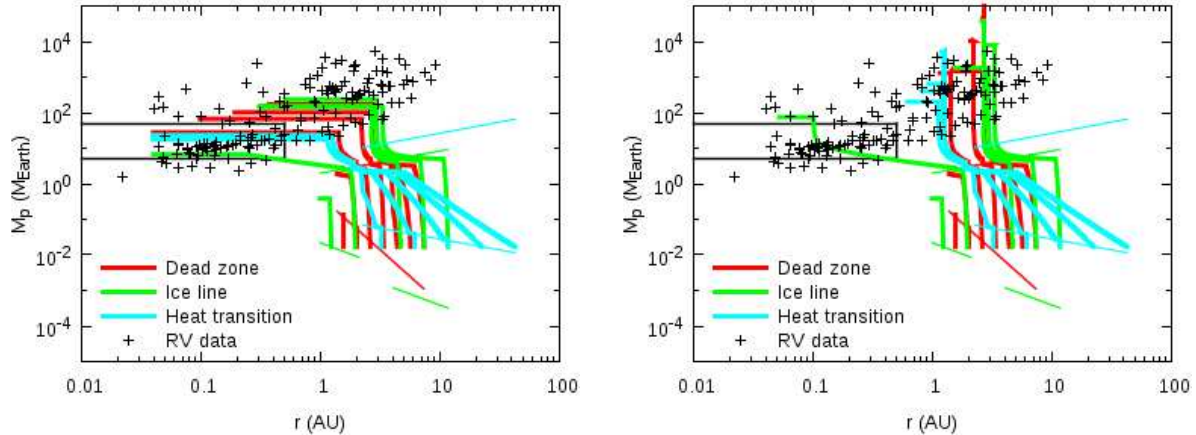 10^4
10^2
10^0
10^-2
10^-4
M_p (M_Earth)
Dead zone
Ice line
Heat transition
RV data
0.01 0.1 1 10 100
r (AU)
10^4
10^2
10^0
10^-2
10^-4
M_p (M_Earth)
Dead zone
Ice line
Heat transition
RV data
0.01 0.1 1 10 100
r (AU)